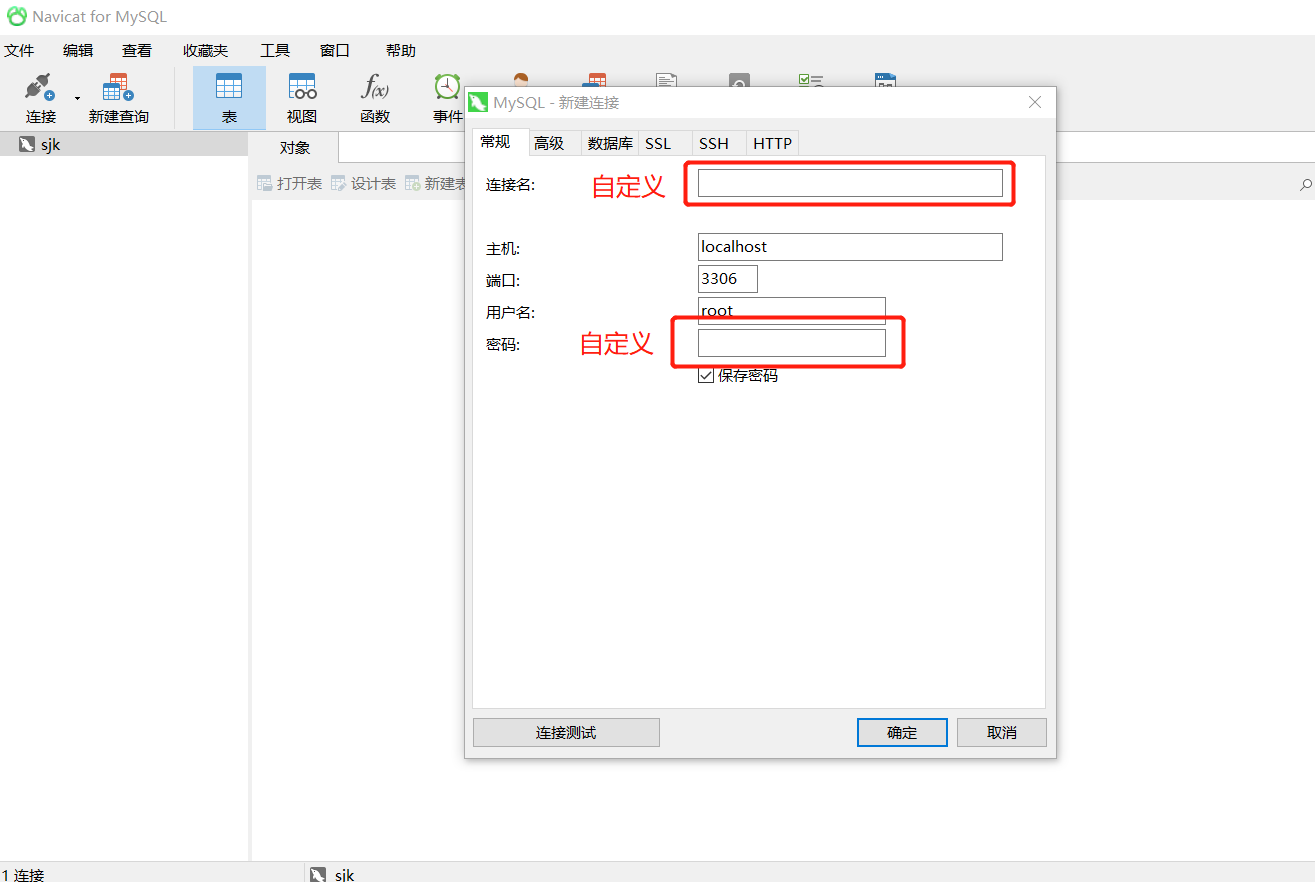 Navicat for MySQL
文件 编辑 查看 收藏夹 工具 窗口 帮助
连接 新建查询 表 视图 函数 事件
sjk
对象
打开表 设计表 新建表
MySQL - 新建连接
常规 高级 数据库 SSL SSH HTTP
连接名: 自定义
主机: localhost
端口: 3306
用户名: root
密码: 自定义
保存密码
连接测试 确定 取消
1 连接 sjk